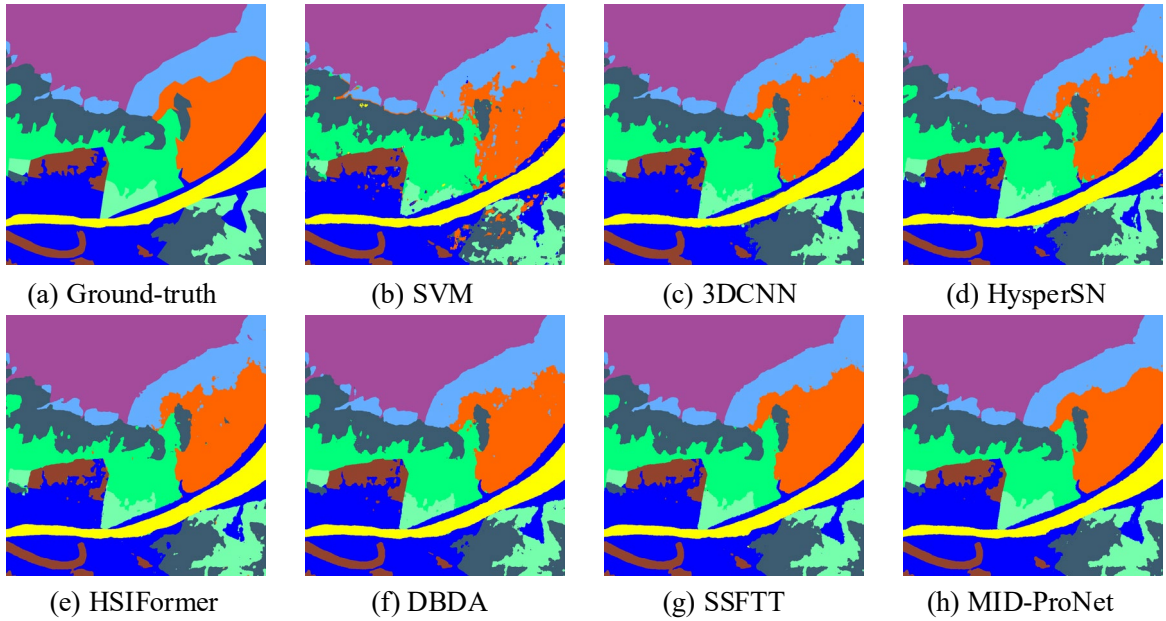 (a) Ground-truth
(b) SVM
(c) 3DCNN
(d) HysperSN
(e) HSIFormer
(f) DBDA
(g) SSFTT
(h) MID-ProNet